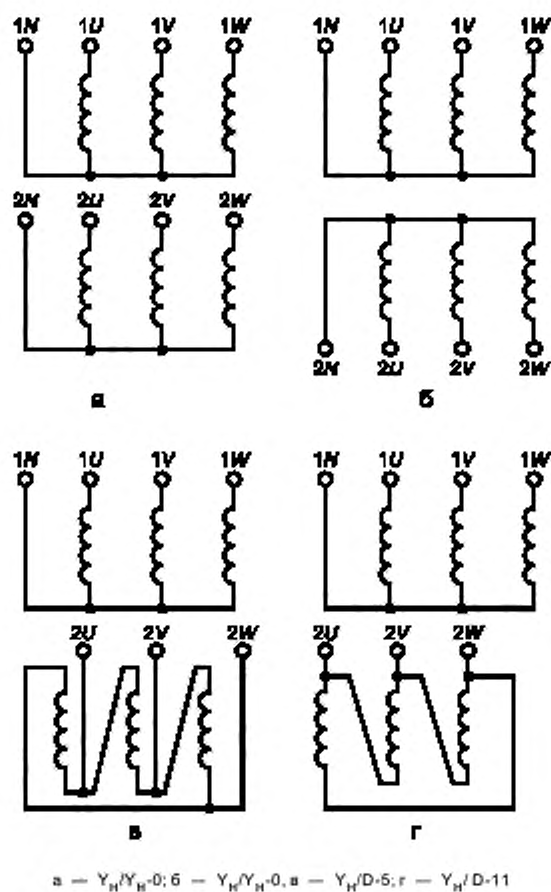 1N 1U 1V 1W 1N 1U 1V 1W
2N 2U 2V 2W
2N 2U 2V 2W
а б
1N 1U 1V 1W 1N 1U 1V 1W
2U 2V 2W 2U 2V 2W
в г
а — Yн/Yн-0; б — Yн/Yн-0, в — Yн/D-5; г — Yн/D-11